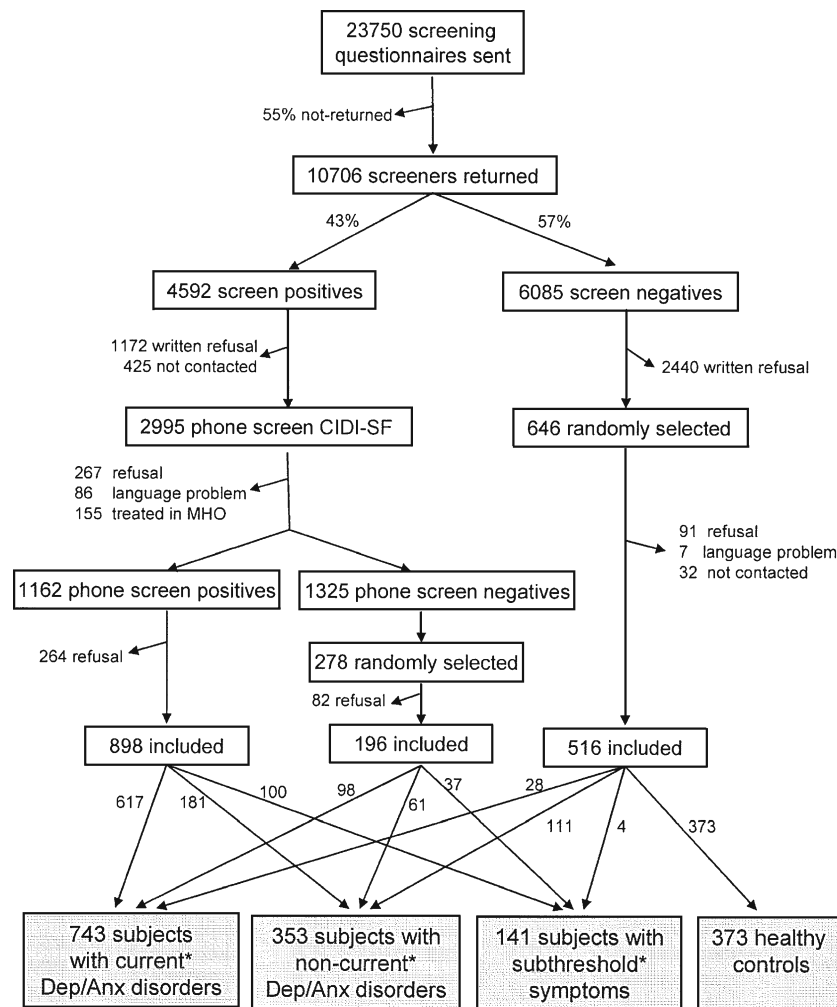 23750 screening
questionnaires sent
55% not-returned
10706 screeners returned
43%
57%
4592 screen positives
6085 screen negatives
1172 written refusal
425 not contacted
2440 written refusal
2995 phone screen CIDI-SF
646 randomly selected
267 refusal
86 language problem
155 treated in MHO
91 refusal
7 language problem
32 not contacted
1162 phone screen positives
1325 phone screen negatives
264 refusal
278 randomly selected
82 refusal
898 included
196 included
516 included
617
181
100
98
61
37
28
111
4
373
743 subjects
with current*
Dep/Anx disorders
353 subjects with
non-current*
Dep/Anx disorders
141 subjects with
subthreshold*
symptoms
373 healthy
controls